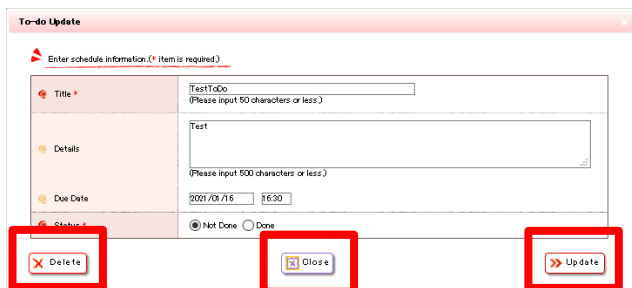 To-do Update
x
Enter schedule information.(* item is required.)
Title *
TestToDo
(Please input 50 characters or less.)
Details
Test
(Please input 500 characters or less.)
Due Date
2021/01/16 16:30
Status *
Not Done Done
Delete Close Update